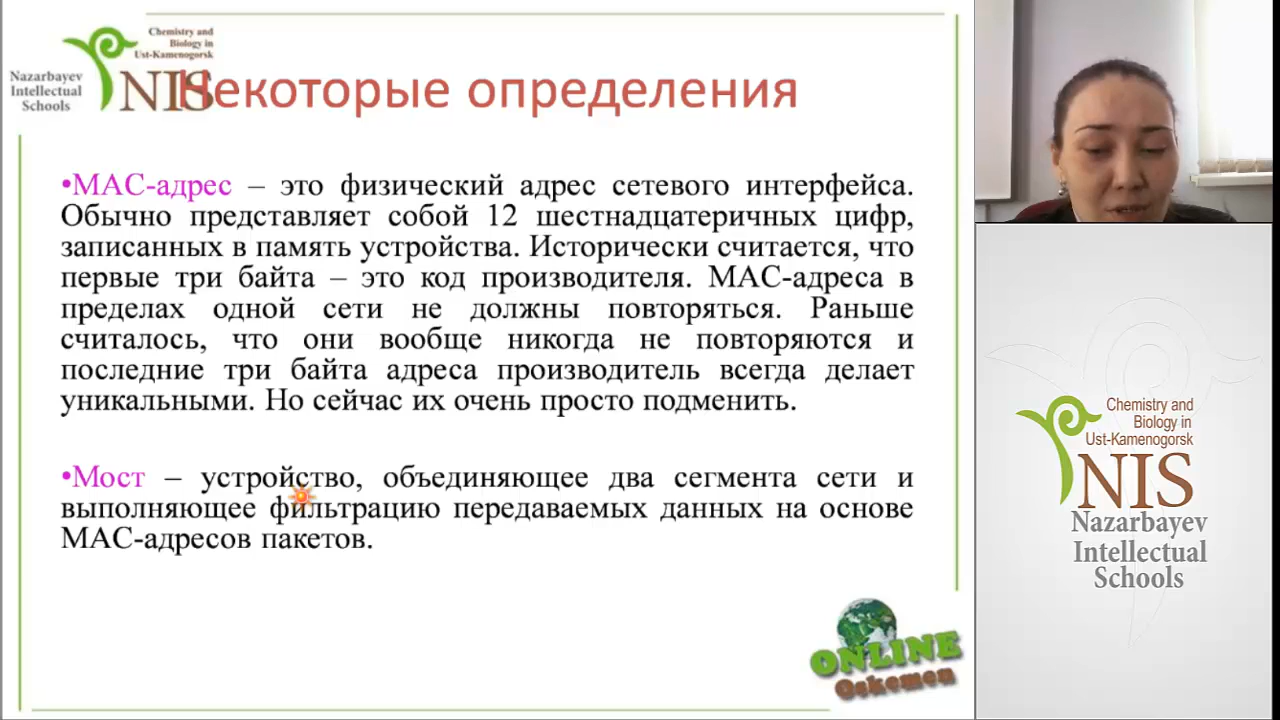 Chemistry and
Biology in
Ust-Kamenogorsk
Nazarbayev
Intellectual
Schools
NIS
Некоторые определения
•МАС-адрес – это физический адрес сетевого интерфейса.
Обычно представляет собой 12 шестнадцатеричных цифр,
записанных в память устройства. Исторически считается, что
первые три байта – это код производителя. МАС-адреса в
пределах одной сети не должны повторяться. Раньше
считалось, что они вообще никогда не повторяются и
последние три байта адреса производитель всегда делает
уникальными. Но сейчас их очень просто подменить.
•Мост – устройство, объединяющее два сегмента сети и
выполняющее фильтрацию передаваемых данных на основе
МАС-адресов пакетов.
ONLINE
Oskemen
Chemistry and
Biology in
Ust-Kamenogorsk
NIS
Nazarbayev
Intellectual
Schools